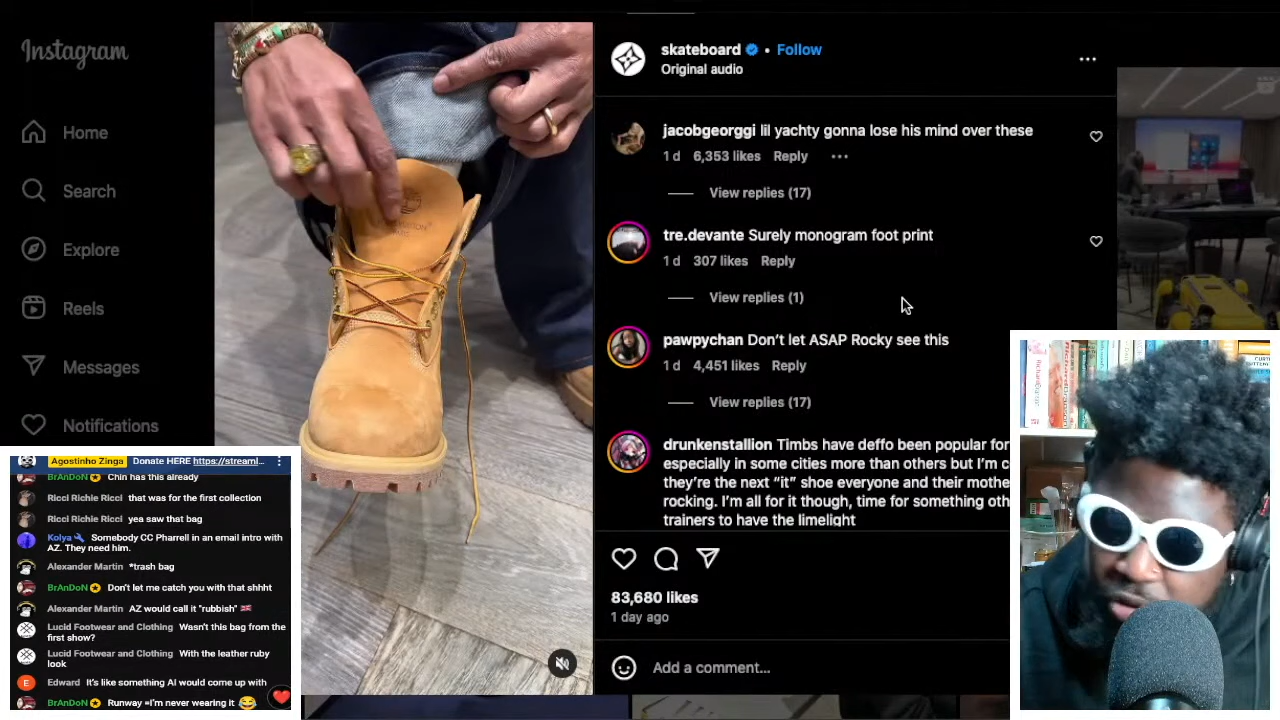 Instagram
Home
Search
Explore
Reels
Messages
Notifications
skateboard • Follow
Original audio
jacobgeorggi lil yachty gonna lose his mind over these
1 d 6,353 likes Reply •••
View replies (17)
tre.devante Surely monogram foot print
1 d 307 likes Reply
View replies (1)
pawpychan Don't let ASAP Rocky see this
1 d 4,451 likes Reply
View replies (17)
drunkenstallion Timbs have deffo been popular for
especially in some cities more than others but I'm c
they're the next "it" shoe everyone and their mothe
rocking. I'm all for it though, time for something oth
trainers to have the limelight
83,680 likes
1 day ago
Add a comment...
Agostinho Zinga Donate HERE https://streaml...
BrAnDoN Chin has this already
Ricci Richie Ricci that was for the first collection
Ricci Richie Ricci yea saw that bag
Kolya Somebody CC Pharrell in an email intro with
AZ. They need him.
Alexander Martin *trash bag
BrAnDoN Don't let me catch you with that shhht
Alexander Martin AZ would call it "rubbish" 🇬🇧
Lucid Footwear and Clothing Wasn't this bag from the
first show?
Lucid Footwear and Clothing With the leather ruby
look
E Edward It's like something AI would come up with
BrAnDoN Runway =I'm never wearing it 😂